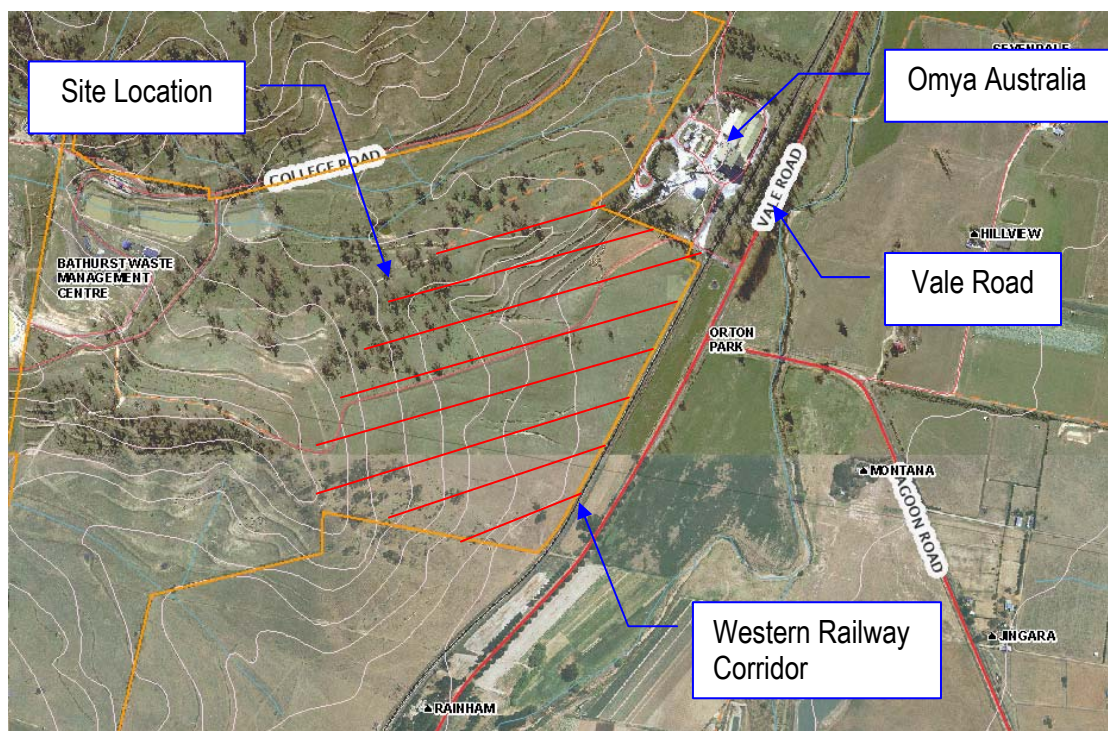 SEVENDALE
Site Location
Omya Australia
COLLEGE ROAD
VALE ROAD
HILLVIEW
BATHURST WASTE
MANAGEMENT
CENTRE
Vale Road
ORTON
PARK
MONTANA
LAGOON ROAD
Western Railway
Corridor
JINGARA
RAINHAM